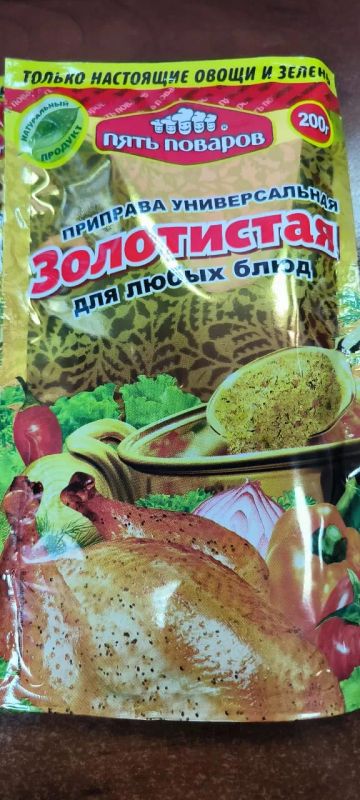 ТОЛЬКО НАСТОЯЩИЕ ОВОЩИ И ЗЕЛЕНЬ
НАТУРАЛЬНЫЙ
ПРОДУКТ
ПЯТЬ ПОВАРОВ
200г
ПРИПРАВА УНИВЕРСАЛЬНАЯ
Золотистая
для любых блюд